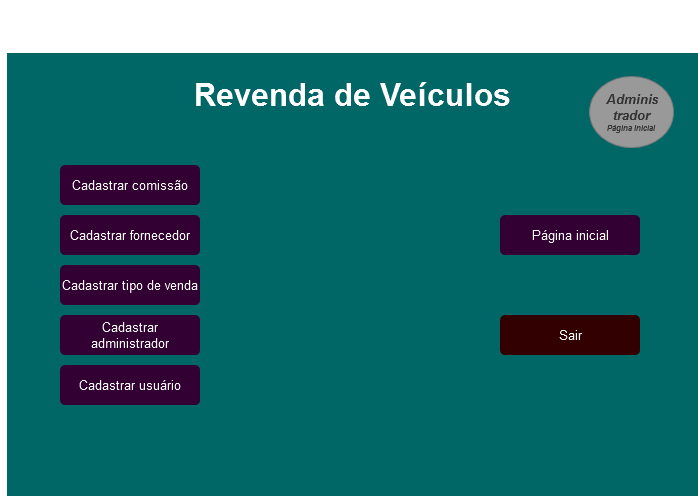 Revenda de Veículos
Adminis
trador
Página inicial
Cadastrar comissão
Cadastrar fornecedor
Página inicial
Cadastrar tipo de venda
Cadastrar
administrador
Sair
Cadastrar usuário